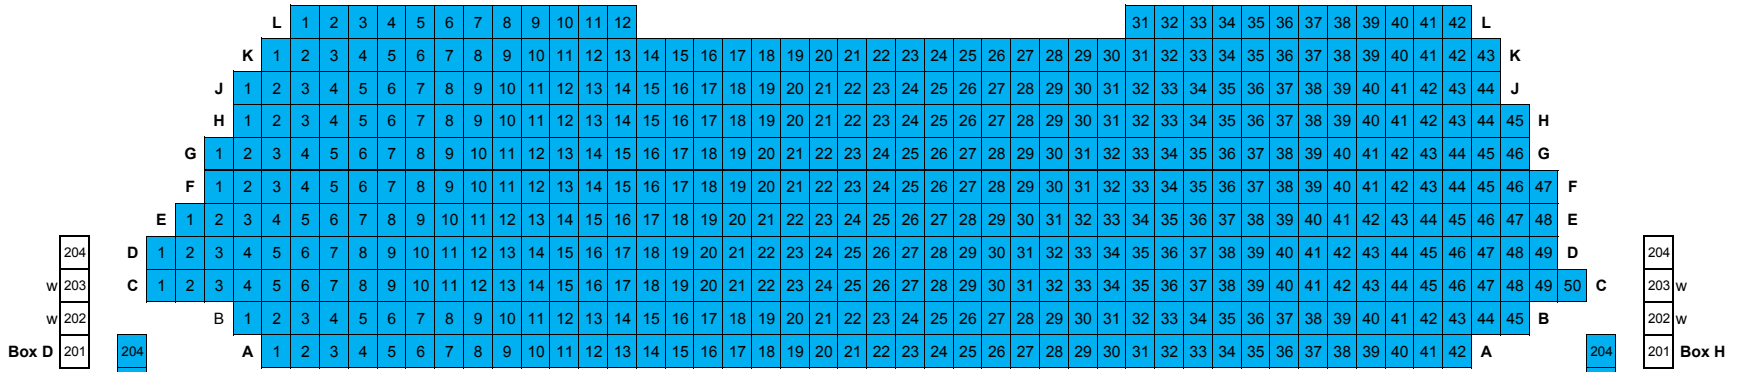 L 1 2 3 4 5 6 7 8 9 10 11 12 31 32 33 34 35 36 37 38 39 40 41 42 L
K 1 2 3 4 5 6 7 8 9 10 11 12 13 14 15 16 17 18 19 20 21 22 23 24 25 26 27 28 29 30 31 32 33 34 35 36 37 38 39 40 41 42 43 K
J 1 2 3 4 5 6 7 8 9 10 11 12 13 14 15 16 17 18 19 20 21 22 23 24 25 26 27 28 29 30 31 32 33 34 35 36 37 38 39 40 41 42 43 44 J
H 1 2 3 4 5 6 7 8 9 10 11 12 13 14 15 16 17 18 19 20 21 22 23 24 25 26 27 28 29 30 31 32 33 34 35 36 37 38 39 40 41 42 43 44 45 H
G 1 2 3 4 5 6 7 8 9 10 11 12 13 14 15 16 17 18 19 20 21 22 23 24 25 26 27 28 29 30 31 32 33 34 35 36 37 38 39 40 41 42 43 44 45 46 G
F 1 2 3 4 5 6 7 8 9 10 11 12 13 14 15 16 17 18 19 20 21 22 23 24 25 26 27 28 29 30 31 32 33 34 35 36 37 38 39 40 41 42 43 44 45 46 47 F
E 1 2 3 4 5 6 7 8 9 10 11 12 13 14 15 16 17 18 19 20 21 22 23 24 25 26 27 28 29 30 31 32 33 34 35 36 37 38 39 40 41 42 43 44 45 46 47 48 E
204 D 1 2 3 4 5 6 7 8 9 10 11 12 13 14 15 16 17 18 19 20 21 22 23 24 25 26 27 28 29 30 31 32 33 34 35 36 37 38 39 40 41 42 43 44 45 46 47 48 49 D 204
w 203 C 1 2 3 4 5 6 7 8 9 10 11 12 13 14 15 16 17 18 19 20 21 22 23 24 25 26 27 28 29 30 31 32 33 34 35 36 37 38 39 40 41 42 43 44 45 46 47 48 49 50 C 203 w
w 202 B 1 2 3 4 5 6 7 8 9 10 11 12 13 14 15 16 17 18 19 20 21 22 23 24 25 26 27 28 29 30 31 32 33 34 35 36 37 38 39 40 41 42 43 44 45 B 202 w
Box D 201 204 A 1 2 3 4 5 6 7 8 9 10 11 12 13 14 15 16 17 18 19 20 21 22 23 24 25 26 27 28 29 30 31 32 33 34 35 36 37 38 39 40 41 42 A 204 201 Box H